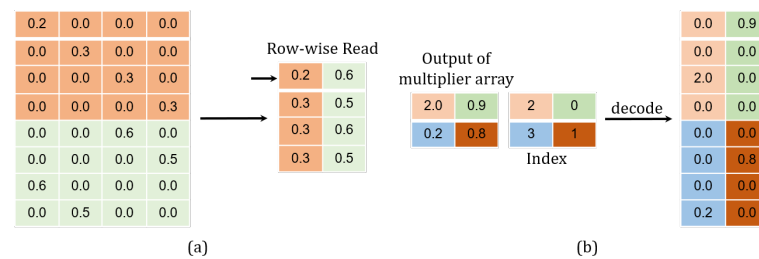 0.2 0.0 0.0 0.0
0.0 0.3 0.0 0.0
0.0 0.0 0.3 0.0
0.0 0.0 0.0 0.3
0.0 0.0 0.6 0.0
0.0 0.0 0.0 0.5
0.6 0.0 0.0 0.0
0.0 0.5 0.0 0.0
Row-wise Read
0.2 0.6
0.3 0.5
0.3 0.6
0.3 0.5
(a)
Output of
multiplier array
2.0 0.9
0.2 0.8
2 0
3 1
Index
decode
0.0 0.9
0.0 0.0
2.0 0.0
0.0 0.0
0.0 0.0
0.0 0.8
0.0 0.0
0.2 0.0
(b)